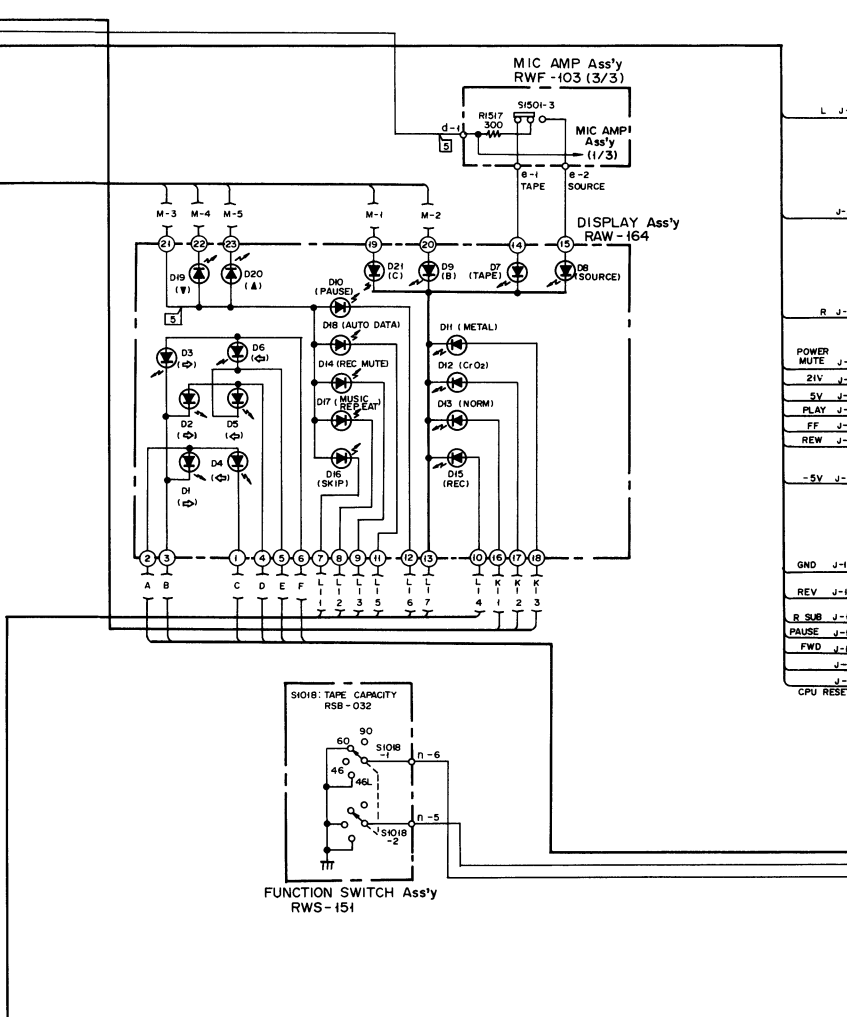 MIC AMP Ass'y
RWF-103 (3/3)
S1501-3
R1517
300
d-1
5
MIC AMP
Ass'y
(1/3)
e-1
TAPE
e-2
SOURCE
M-3 M-4 M-5 M-1 M-2
DISPLAY Ass'y
RAW-164
21 22 23 19 20 14 15
D19
(▼)
D20
(▲)
D10
(PAUSE)
D21
(C)
D9
(B)
D7
(TAPE)
D8
(SOURCE)
5
D18 (AUTO DATA)
D11 (METAL)
D3
(⇨)
D6
(⇦)
D14 (REC MUTE)
D12 (CrO2)
D17 (MUSIC
REPEAT)
D13 (NORM)
D2
(⇨)
D5
(⇦)
D4
(⇦)
D1
(⇨)
D16
(SKIP)
D15
(REC)
2 3 1 4 5 6 7 8 9 11 12 13 10 16 17 18
A B C D E F L-1 L-2 L-3 L-5 L-6 L-7 L-4 K-1 K-2 K-3
S1018: TAPE CAPACITY
RSB-032
90
60
S1018
-1
n-6
46
46L
n-5
S1018
-2
FUNCTION SWITCH Ass'y
RWS-151
L J-
J-
R J-
POWER
MUTE J-
21V J-
5V J-
PLAY J-
FF J-
REW J-
-5V J-
GND J-1
REV J-1
R SUB J-
PAUSE J-
FWD J-
J-
J-
CPU RESE